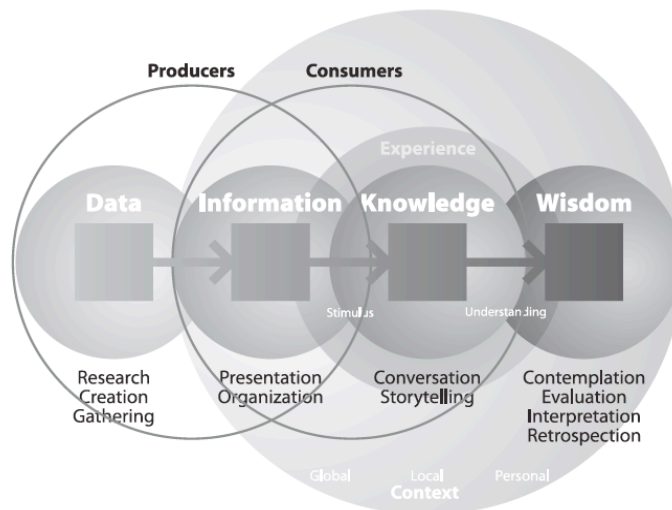 Producers Consumers
Experience
Data Information Knowledge Wisdom
Stimulus Understanding
Research
Creation
Gathering
Presentation
Organization
Conversation
Storytelling
Contemplation
Evaluation
Interpretation
Retrospection
Global Local Personal
Context